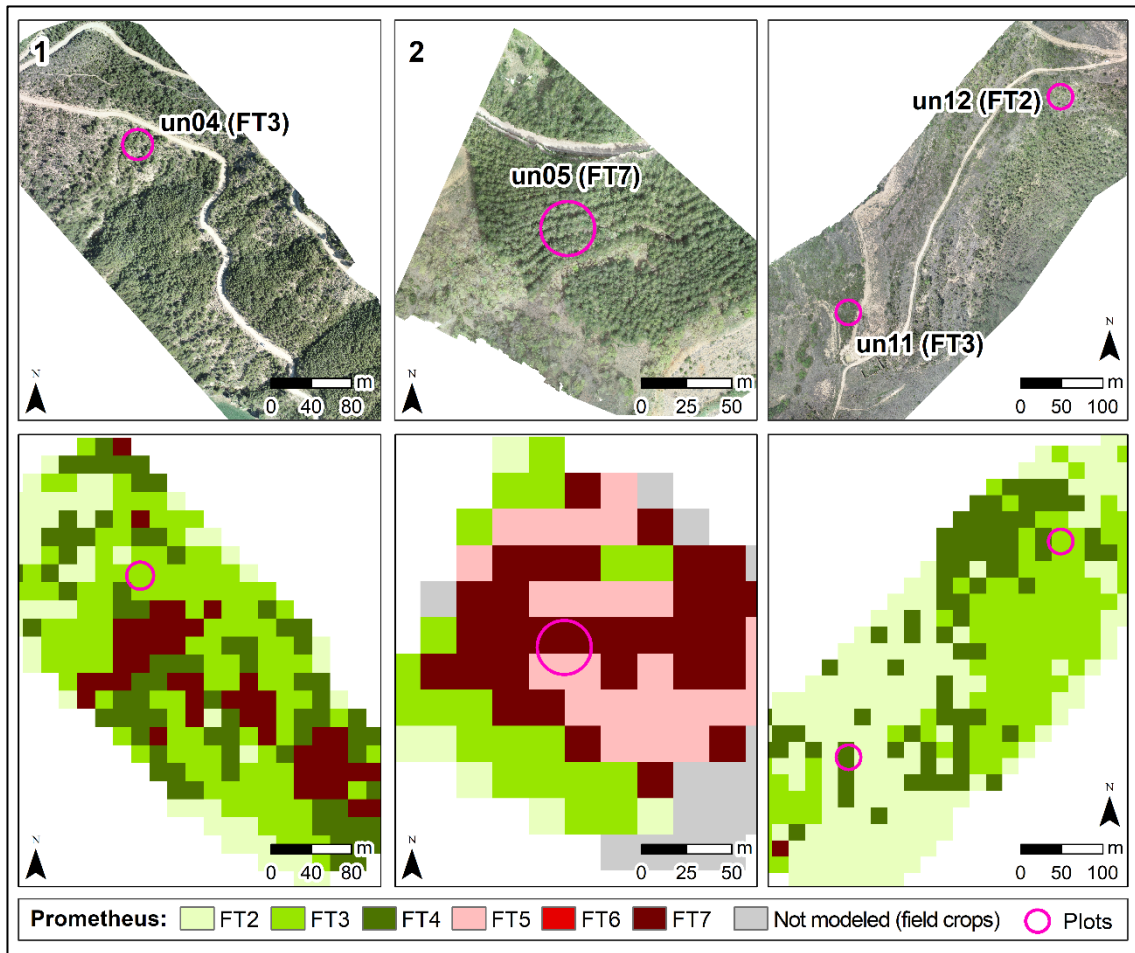 1
un04 (FT3)
N
m
0 40 80
2
un05 (FT7)
N
m
0 25 50
un12 (FT2)
un11 (FT3)
N
m
0 50 100
N
m
0 40 80
N
m
0 25 50
N
m
0 50 100
Prometheus: FT2 FT3 FT4 FT5 FT6 FT7 Not modeled (field crops) Plots